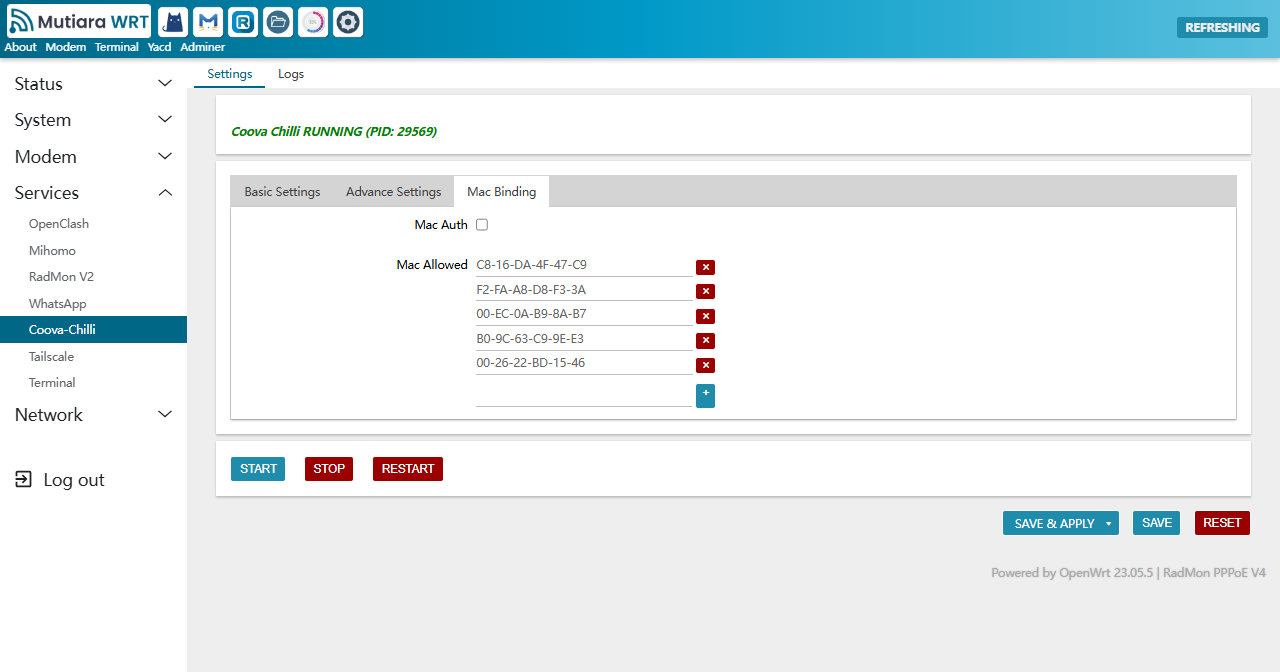 Mutiara WRT
About Modem Terminal Yacd Adminer
REFRESHING
Status
System
Modem
Services
OpenClash
Mihomo
RadMon V2
WhatsApp
Coova-Chilli
Tailscale
Terminal
Network
Log out
Settings Logs
Coova Chilli RUNNING (PID: 29569)
Basic Settings Advance Settings Mac Binding
Mac Auth
Mac Allowed C8-16-DA-4F-47-C9
F2-FA-A8-D8-F3-3A
00-EC-0A-B9-8A-B7
B0-9C-63-C9-9E-E3
00-26-22-BD-15-46
+
START STOP RESTART
SAVE & APPLY SAVE RESET
Powered by OpenWrt 23.05.5 | RadMon PPPoE V4